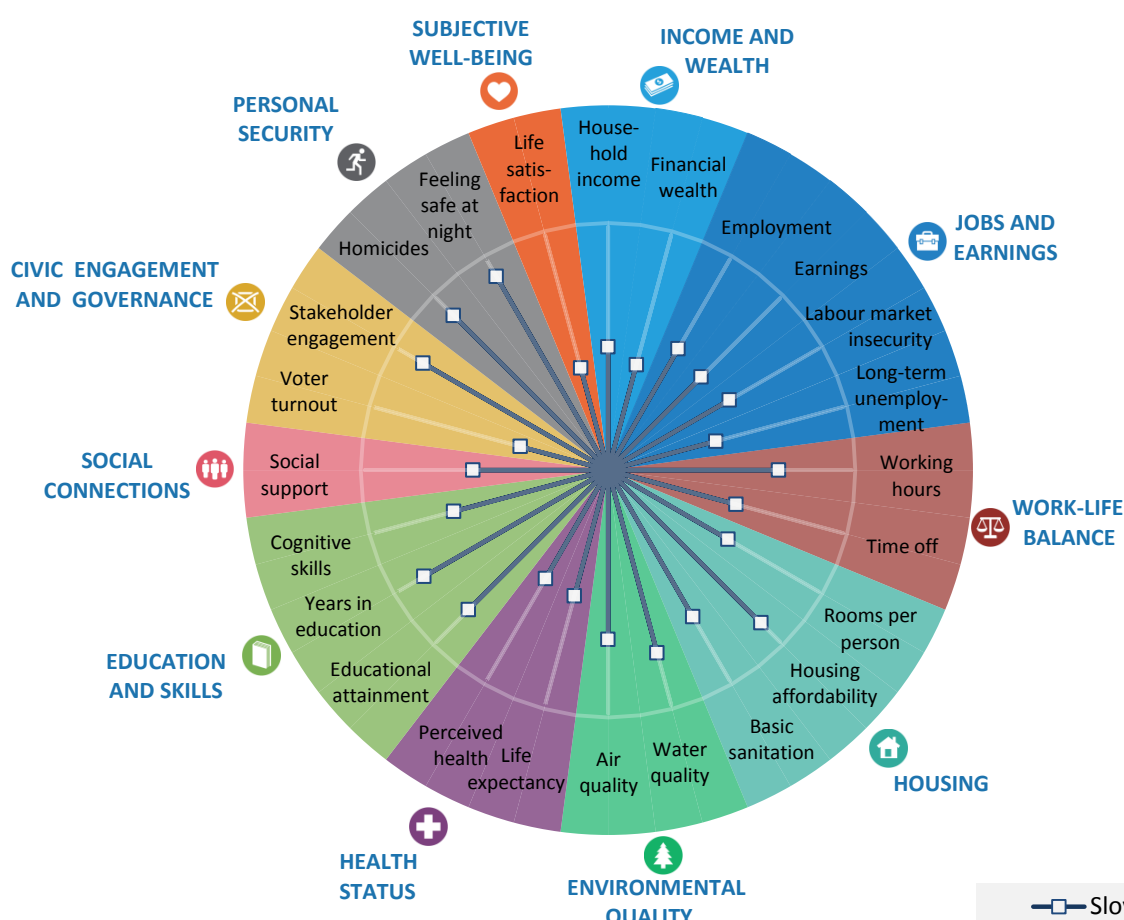 SUBJECTIVE
WELL-BEING
INCOME AND
WEALTH
PERSONAL
SECURITY
JOBS AND
EARNINGS
CIVIC ENGAGEMENT
AND GOVERNANCE
SOCIAL
CONNECTIONS
WORK-LIFE
BALANCE
EDUCATION
AND SKILLS
HOUSING
HEALTH
STATUS
ENVIRONMENTAL
QUALITY
House-
hold
income
Financial
wealth
Employment
Earnings
Labour market
insecurity
Long-term
unemploy-
ment
Working
hours
Time off
Rooms per
person
Housing
affordability
Basic
sanitation
Water
quality
Air
quality
Life
expectancy
Perceived
health
Educational
attainment
Years in
education
Cognitive
skills
Social
support
Voter
turnout
Stakeholder
engagement
Homicides
Feeling
safe at
night
Life
satis-
faction